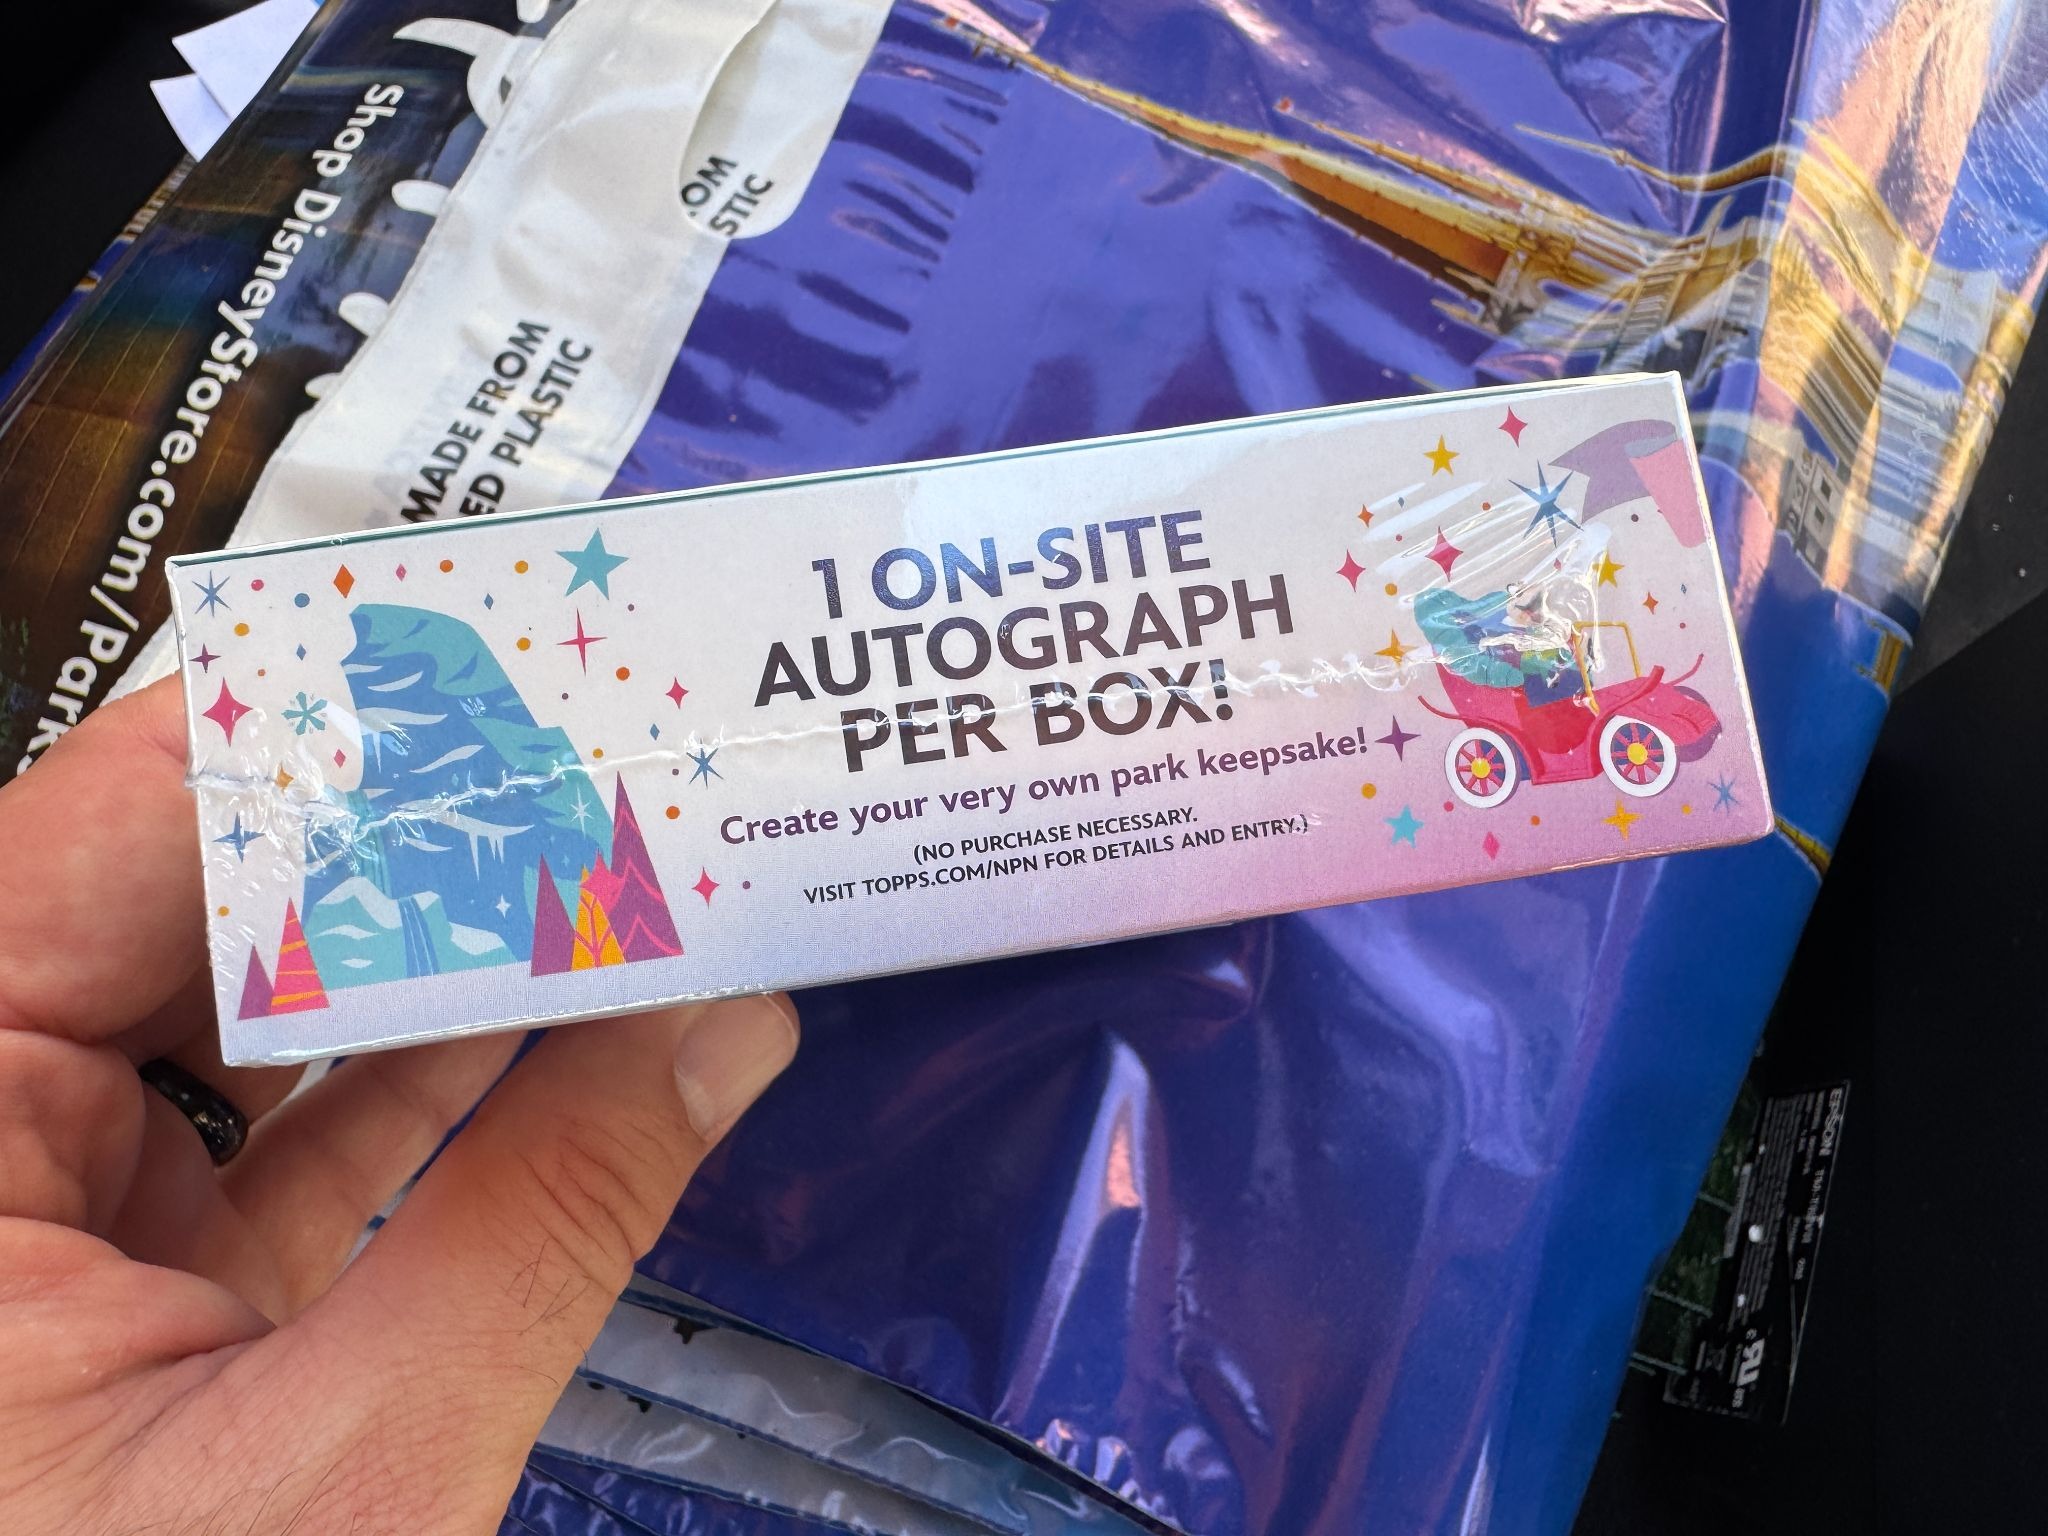 1 ON-SITE
AUTOGRAPH
PER BOX!
Create your very own park keepsake!
(NO PURCHASE NECESSARY.
VISIT TOPPS.COM/NPN FOR DETAILS AND ENTRY.)
Shop DisneyStore.com/Park
MADE FROM
ED PLASTIC
OM
STIC
EPSON